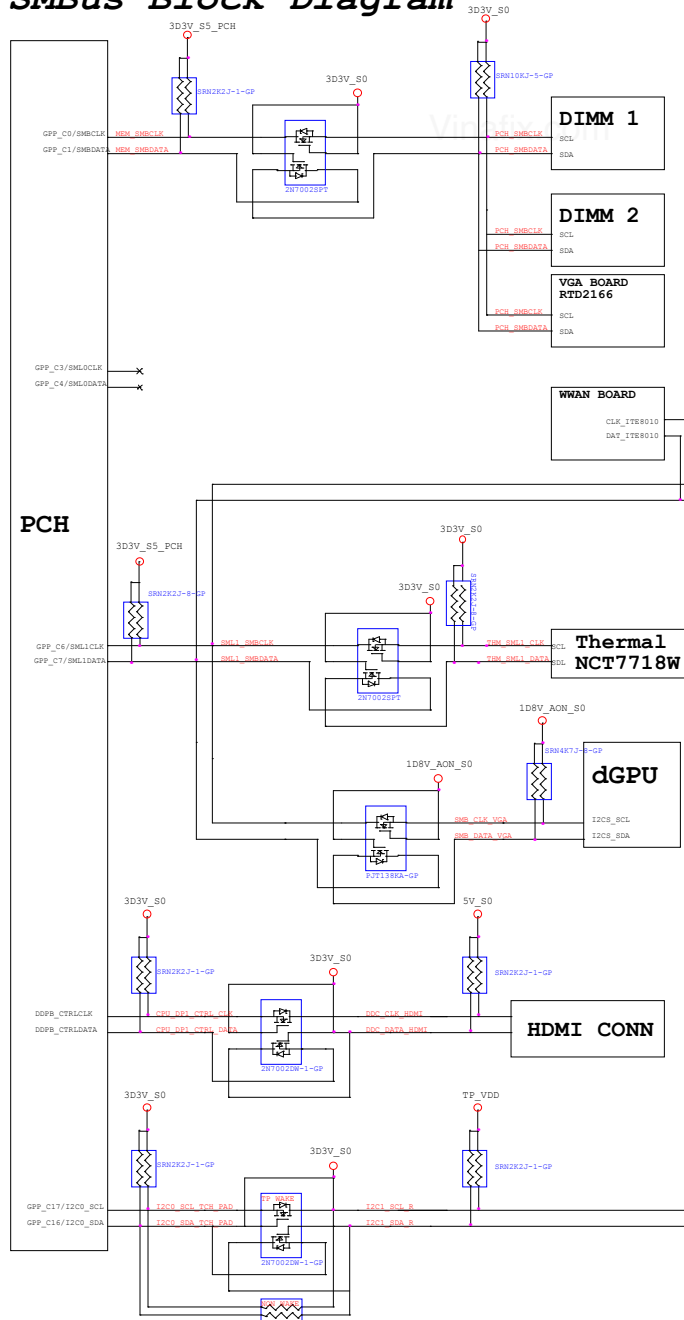 SMBus Block Diagram
3D3V_S5_PCH
3D3V_S0
SRN2K2J-1-GP
3D3V_S0
SRN10KJ-5-GP
Vinafix.com
DIMM 1
GPP_C0/SMBCLK
MEM_SMBCLK
PCH_SMBCLK
SCL
GPP_C1/SMBDATA
MEM_SMBDATA
PCH_SMBDATA
SDA
2N7002SPT
DIMM 2
PCH_SMBCLK
SCL
PCH_SMBDATA
SDA
VGA BOARD
RTD2166
PCH_SMBCLK
SCL
PCH_SMBDATA
SDA
GPP_C3/SML0CLK
GPP_C4/SML0DATA
WWAN BOARD
CLK_ITE8010
DAT_ITE8010
PCH
3D3V_S5_PCH
3D3V_S0
SRN2K2J-8-GP
3D3V_S0
SRN2K2J-8-GP
GPP_C6/SML1CLK
SML1_SMBCLK
THM_SML1_CLK
SCL
Thermal
GPP_C7/SML1DATA
SML1_SMBDATA
THM_SML1_DATA
SDL
NCT7718W
2N7002SPT
1D8V_AON_S0
SRN4K7J-8-GP
1D8V_AON_S0
dGPU
SMB_CLK_VGA
I2CS_SCL
SMB_DATA_VGA
I2CS_SDA
PJT138KA-GP
3D3V_S0
5V_S0
3D3V_S0
SRN2K2J-1-GP
SRN2K2J-1-GP
DDPB_CTRLCLK
CPU_DP1_CTRL_CLK
DDC_CLK_HDMI
DDPB_CTRLDATA
CPU_DP1_CTRL_DATA
DDC_DATA_HDMI
HDMI CONN
2N7002DW-1-GP
3D3V_S0
TP_VDD
3D3V_S0
SRN2K2J-1-GP
SRN2K2J-1-GP
TP_WAKE
GPP_C17/I2C0_SCL
I2C0_SCL_TCH_PAD
I2C1_SCL_R
GPP_C16/I2C0_SDA
I2C0_SDA_TCH_PAD
I2C1_SDA_R
2N7002DW-1-GP
NON_WAKE